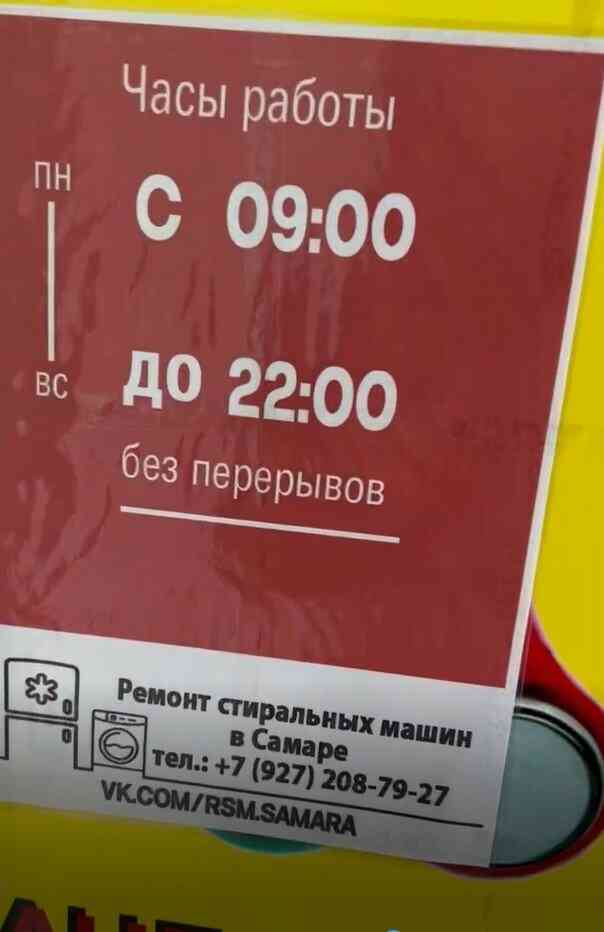 Часы работы
ПН
С 09:00
ВС
ДО 22:00
без перерывов
Ремонт стиральных машин
в Самаре
тел.: +7 (927) 208-79-27
VK.COM/RSM.SAMARA